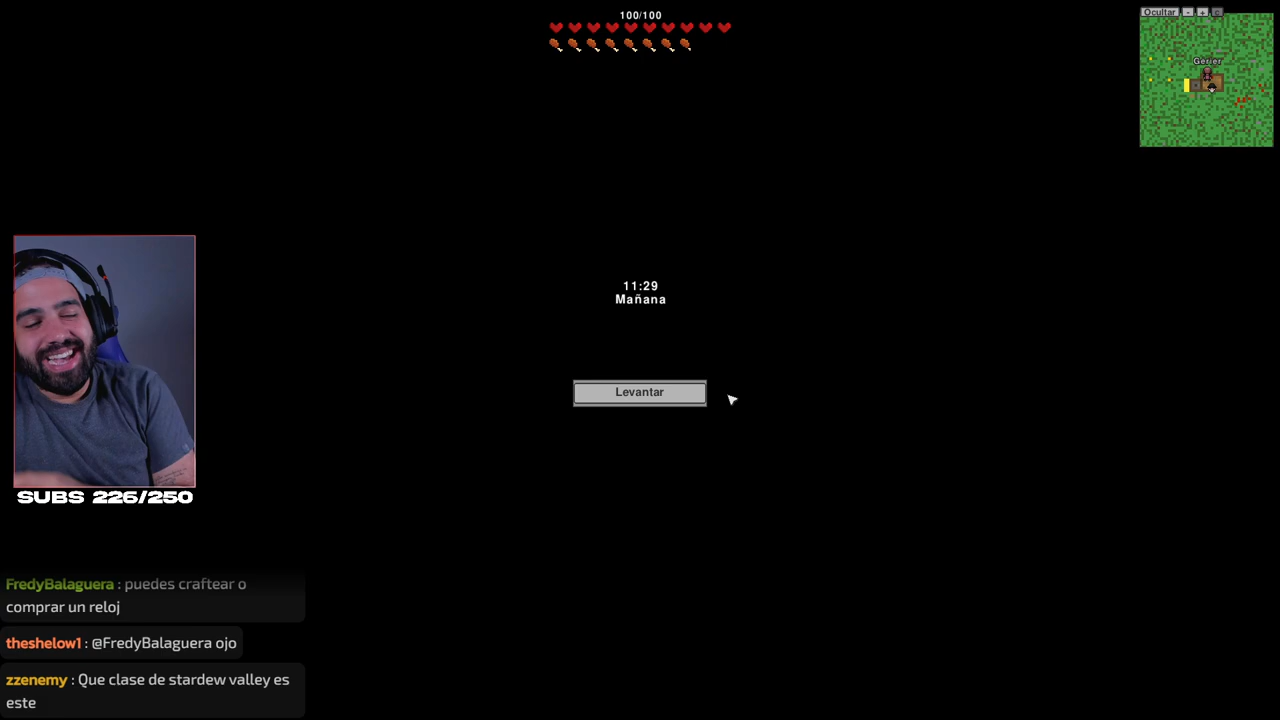 100/100
Ocultar - +
Gerier
11:29
Mañana
Levantar
SUBS 226/250
FredyBalaguera : puedes craftear o
comprar un reloj
theshelow1 : @FredyBalaguera ojo
zzenemy : Que clase de stardew valley es
este